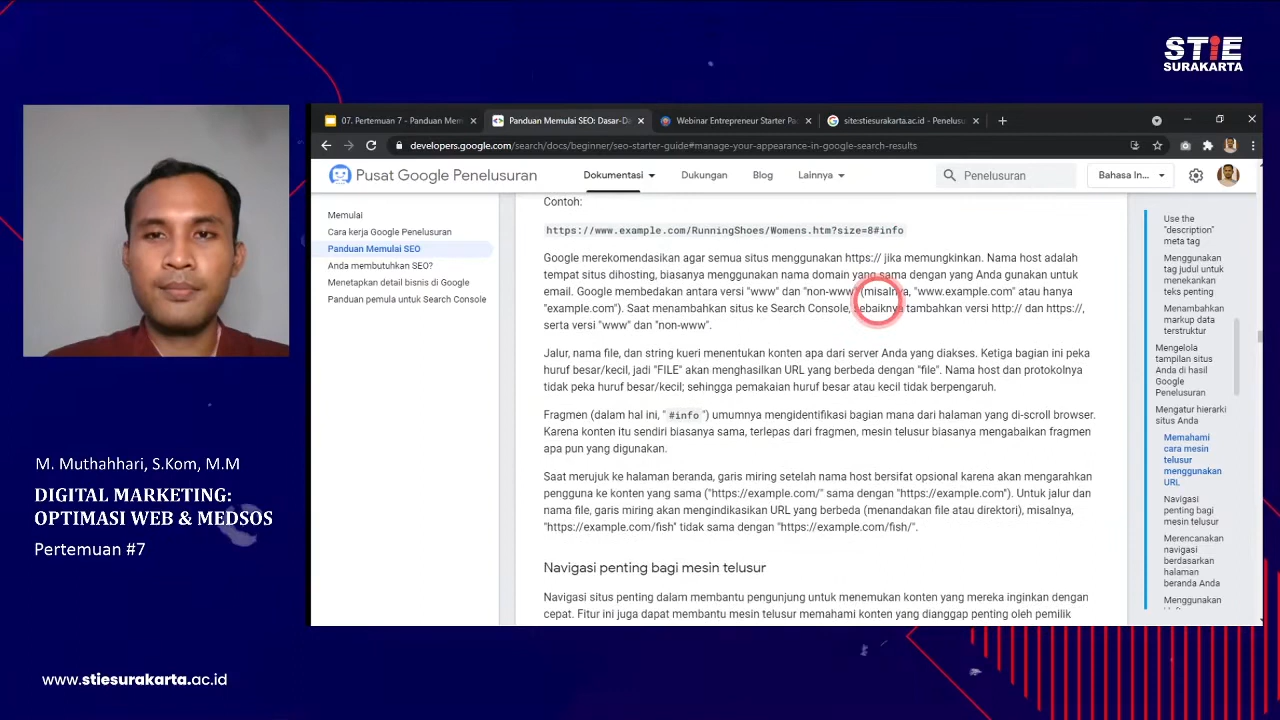 STIE
SURAKARTA
07. Pertemuan 7 - Panduan Mem
Panduan Memulai SEO: Dasar-Da
Webinar Entrepreneur Starter Pa
site:stiesurakarta.ac.id - Penelusu
developers.google.com/search/docs/beginner/seo-starter-guide#manage-your-appearance-in-google-search-results
Pusat Google Penelusuran
Dokumentasi
Dukungan
Blog
Lainnya
Penelusuran
Bahasa In...
Memulai
Cara kerja Google Penelusuran
Panduan Memulai SEO
Anda membutuhkan SEO?
Menetapkan detail bisnis di Google
Panduan pemula untuk Search Console
Contoh:
https://www.example.com/RunningShoes/Womens.htm?size=8#info
Google merekomendasikan agar semua situs menggunakan https:// jika memungkinkan. Nama host adalah
tempat situs dihosting, biasanya menggunakan nama domain yang sama dengan yang Anda gunakan untuk
email. Google membedakan antara versi "www" dan "non-www" (misalnya, "www.example.com" atau hanya
"example.com"). Saat menambahkan situs ke Search Console, sebaiknya tambahkan versi http:// dan https://,
serta versi "www" dan "non-www".
Jalur, nama file, dan string kueri menentukan konten apa dari server Anda yang diakses. Ketiga bagian ini peka
huruf besar/kecil, jadi "FILE" akan menghasilkan URL yang berbeda dengan "file". Nama host dan protokolnya
tidak peka huruf besar/kecil; sehingga pemakaian huruf besar atau kecil tidak berpengaruh.
Fragmen (dalam hal ini, "#info") umumnya mengidentifikasi bagian mana dari halaman yang di-scroll browser.
Karena konten itu sendiri biasanya sama, terlepas dari fragmen, mesin telusur biasanya mengabaikan fragmen
apa pun yang digunakan.
Saat merujuk ke halaman beranda, garis miring setelah nama host bersifat opsional karena akan mengarahkan
pengguna ke konten yang sama ("https://example.com/" sama dengan "https://example.com"). Untuk jalur dan
nama file, garis miring akan mengindikasikan URL yang berbeda (menandakan file atau direktori), misalnya,
"https://example.com/fish" tidak sama dengan "https://example.com/fish/".
Navigasi penting bagi mesin telusur
Navigasi situs penting dalam membantu pengunjung untuk menemukan konten yang mereka inginkan dengan
cepat. Fitur ini juga dapat membantu mesin telusur memahami konten yang dianggap penting oleh pemilik
Use the
"description"
meta tag
Menggunakan
tag judul untuk
menekankan
teks penting
Menambahkan
markup data
terstruktur
Mengelola
tampilan situs
Anda di hasil
Google
Penelusuran
Mengatur hierarki
situs Anda
Memahami
cara mesin
telusur
menggunakan
URL
Navigasi
penting bagi
mesin telusur
Merencanakan
navigasi
berdasarkan
halaman
beranda Anda
Menggunakan
M. Muthahhari, S.Kom, M.M
DIGITAL MARKETING:
OPTIMASI WEB & MEDSOS
Pertemuan #7
www.stiesurakarta.ac.id